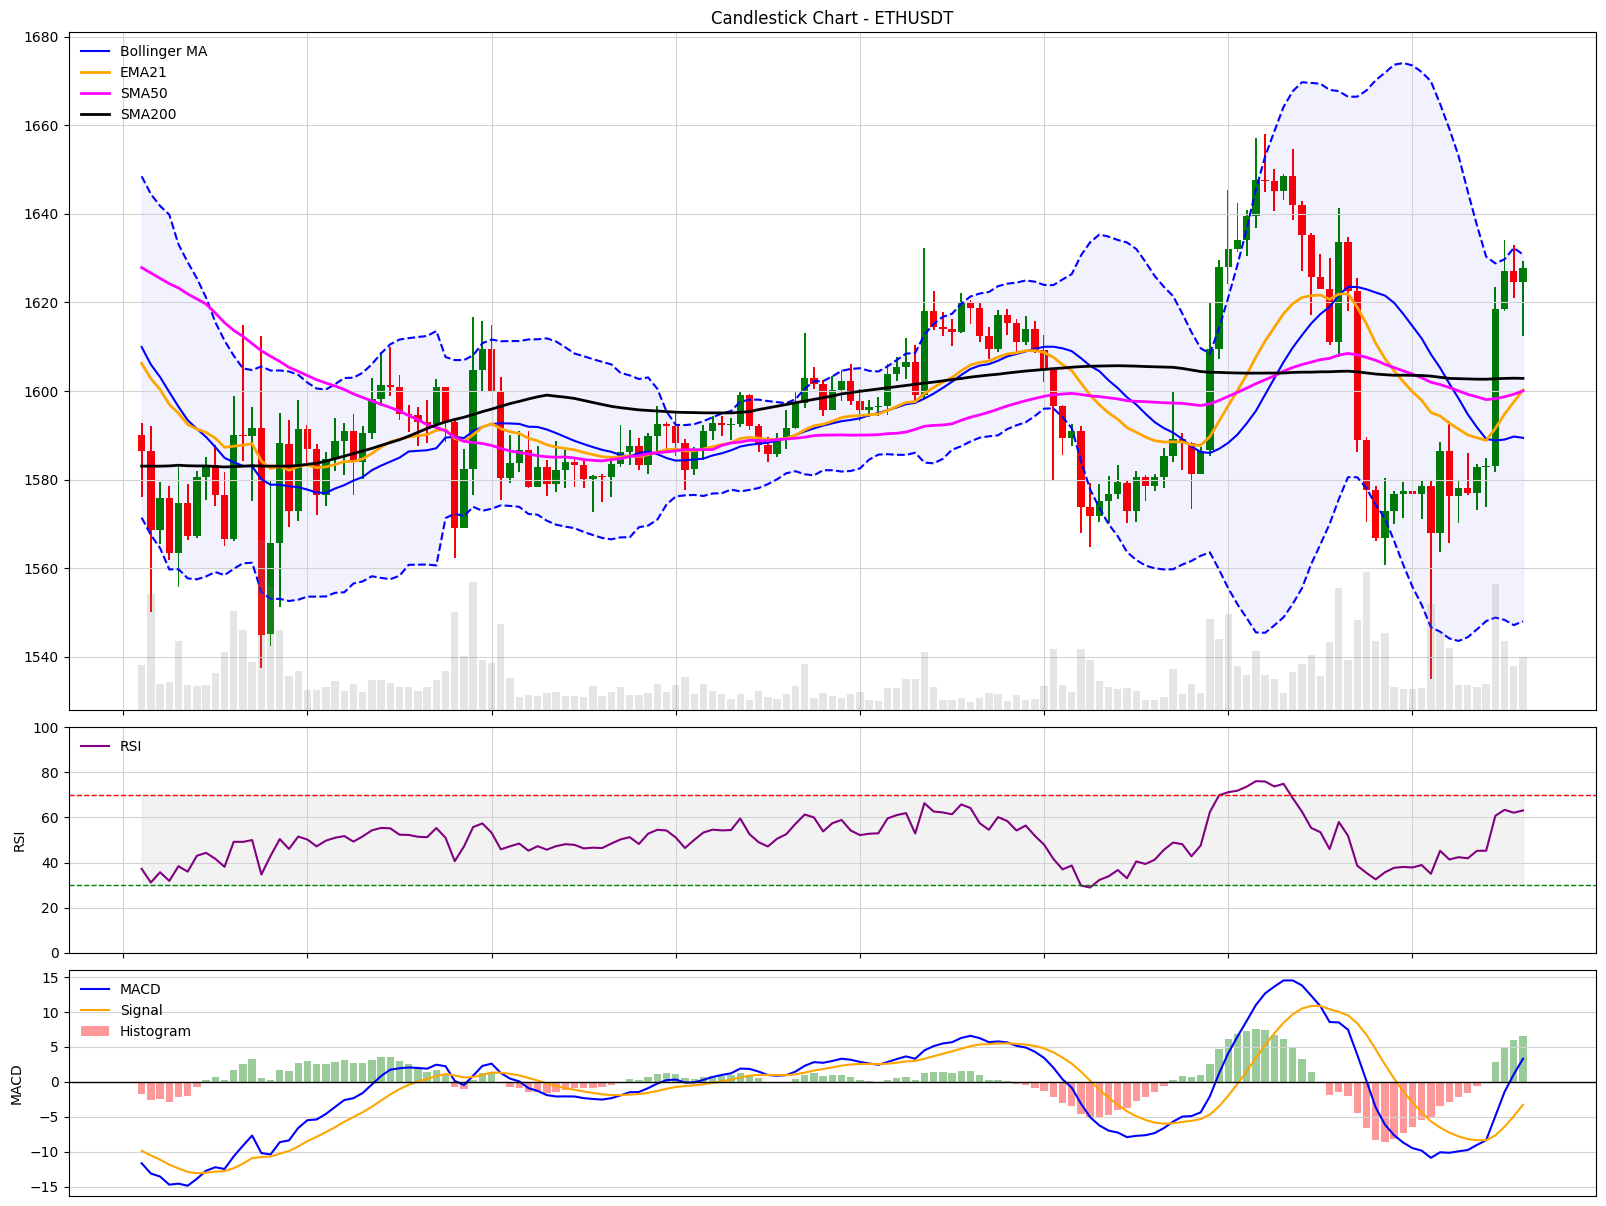 Candlestick Chart - ETHUSDT
1680
1660
1640
1620
1600
1580
1560
1540
Bollinger MA
EMA21
SMA50
SMA200
100
80
60
40
20
0
RSI
RSI
15
10
5
0
−5
−10
−15
MACD
MACD
Signal
Histogram